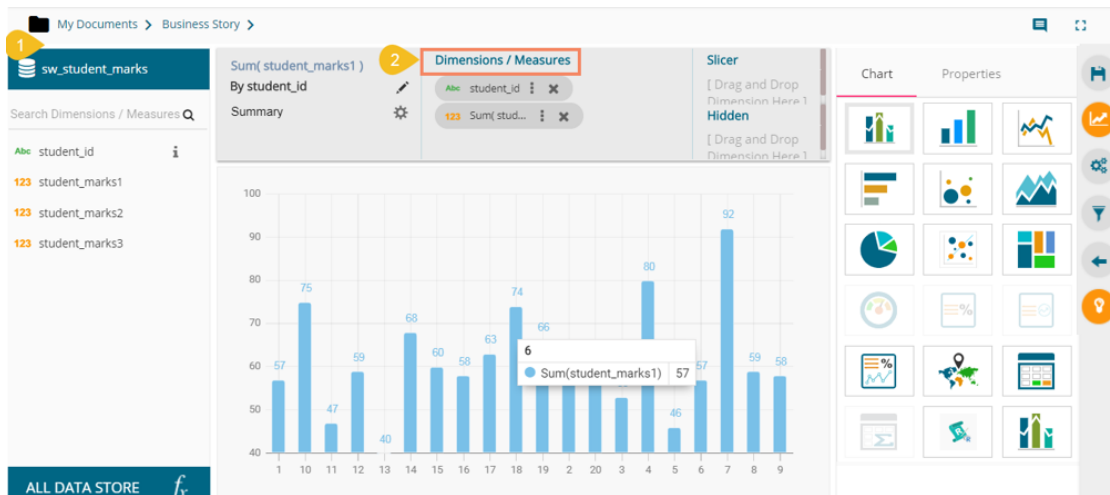 My Documents > Business Story >
1
sw_student_marks
Search Dimensions / Measures
Abc student_id i
123 student_marks1
123 student_marks2
123 student_marks3
ALL DATA STORE fx
Sum( student_marks1 )
By student_id
Summary
2
Dimensions / Measures
Abc student_id
123 Sum( stud...
Slicer
[ Drag and Drop
Dimension Here ]
Hidden
[ Drag and Drop
Dimension Here ]
100
90
80
70
60
50
40
57
75
47
59
40
68
60
58
63
74
66
80
46
57
92
59
58
6
Sum(student_marks1) 57
1 10 11 12 13 14 15 16 17 18 19 2 20 3 4 5 6 7 8 9
Chart Properties